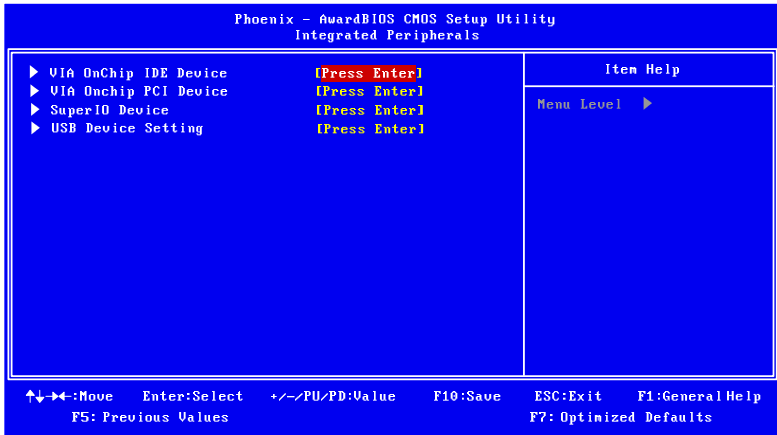 Phoenix - AwardBIOS CMOS Setup Utility
Integrated Peripherals
VIA OnChip IDE Device [Press Enter] Item Help
VIA Onchip PCI Device [Press Enter]
Menu Level
SuperIO Device [Press Enter]
USB Device Setting [Press Enter]
↑↓→←:Move Enter:Select +/-/PU/PD:Value F10:Save ESC:Exit F1:General Help
F5: Previous Values F7: Optimized Defaults